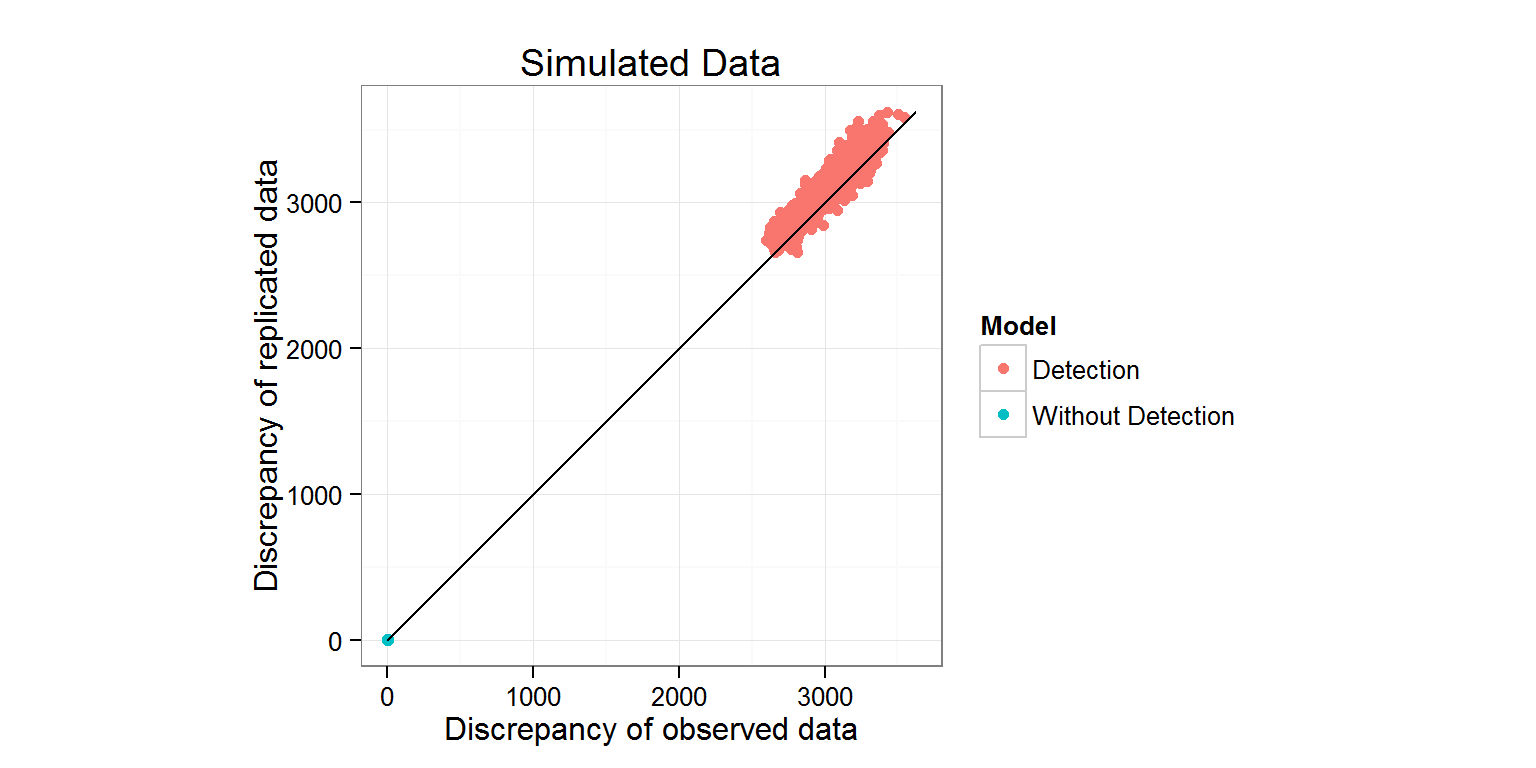 Simulated Data
Discrepancy of replicated data
3000
2000
1000
0
0 1000 2000 3000
Discrepancy of observed data
Model
Detection
Without Detection